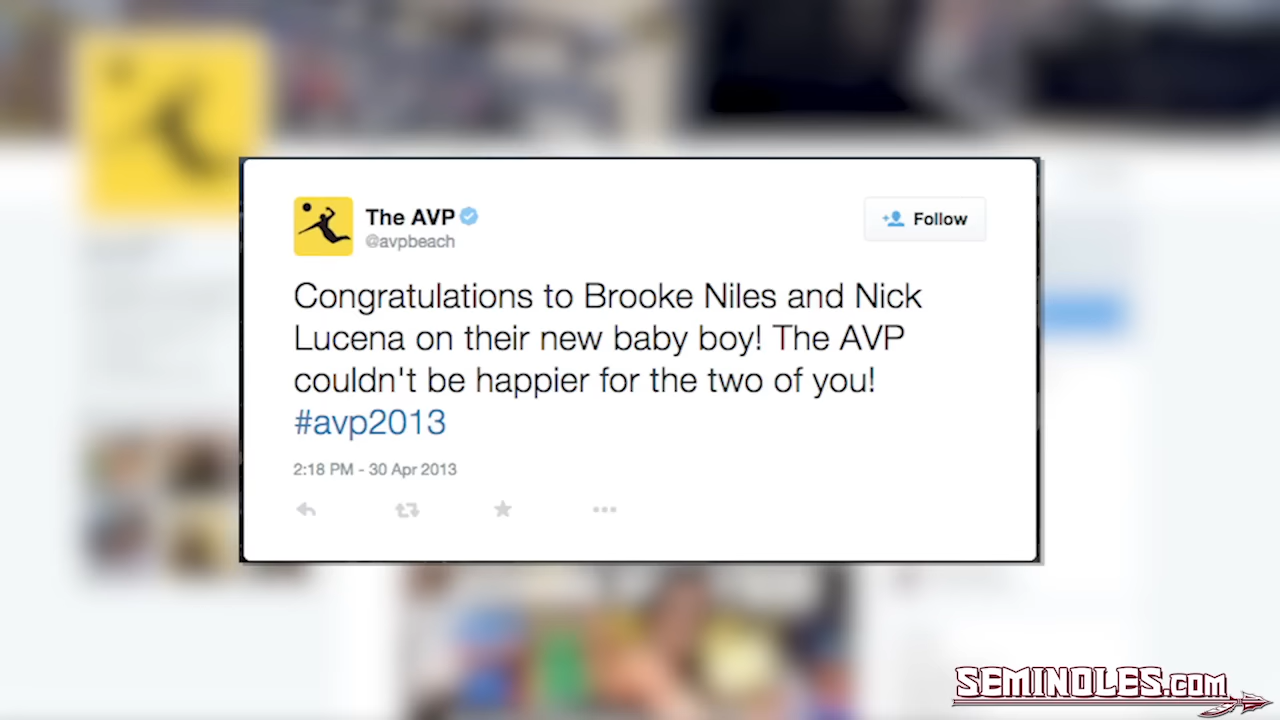 The AVP
@avpbeach
Follow
Congratulations to Brooke Niles and Nick
Lucena on their new baby boy! The AVP
couldn't be happier for the two of you!
#avp2013
2:18 PM - 30 Apr 2013
SEMINOLES.COM